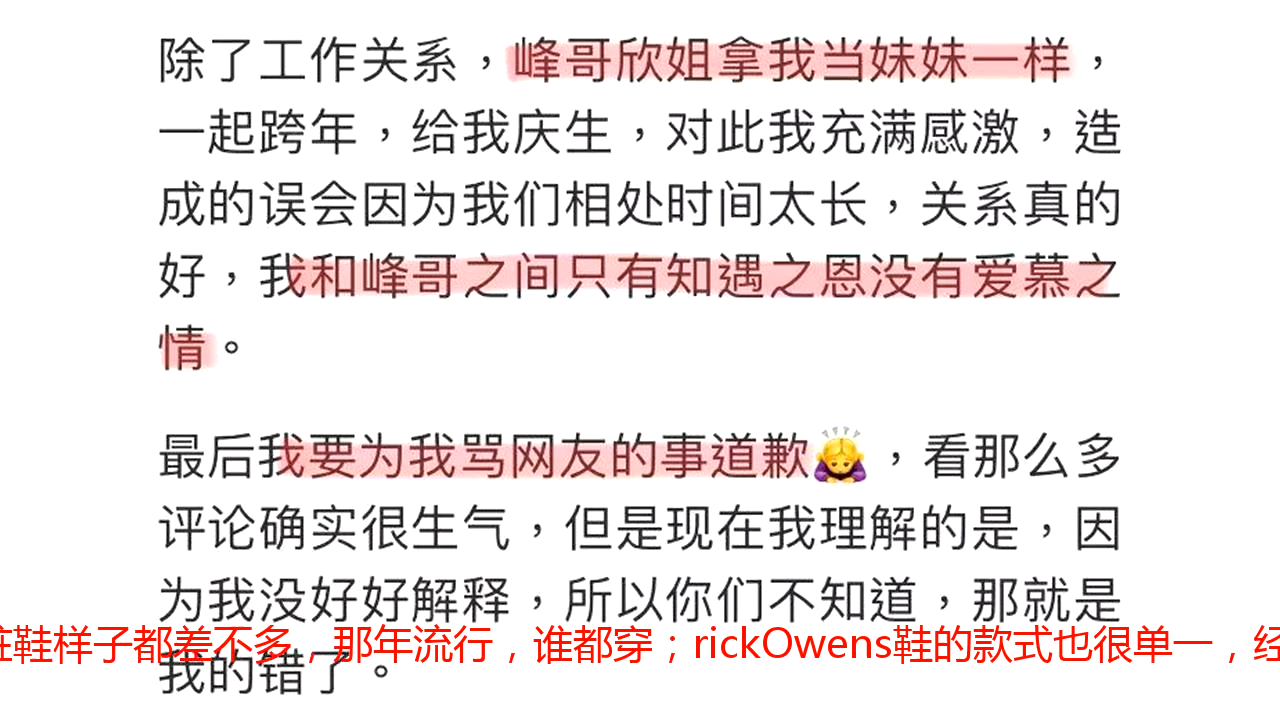 除了工作关系，峰哥欣姐拿我当妹妹一样，
一起跨年，给我庆生，对此我充满感激，造
成的误会因为我们相处时间太长，关系真的
好，我和峰哥之间只有知遇之恩没有爱慕之
情。
最后我要为我骂网友的事道歉🙇‍♀️，看那么多
评论确实很生气，但是现在我理解的是，因
为我没好好解释，所以你们不知道，那就是
鞋样子都差不多，那年流行，谁都穿；rickOwens鞋的款式也很单一，经
我的错了。